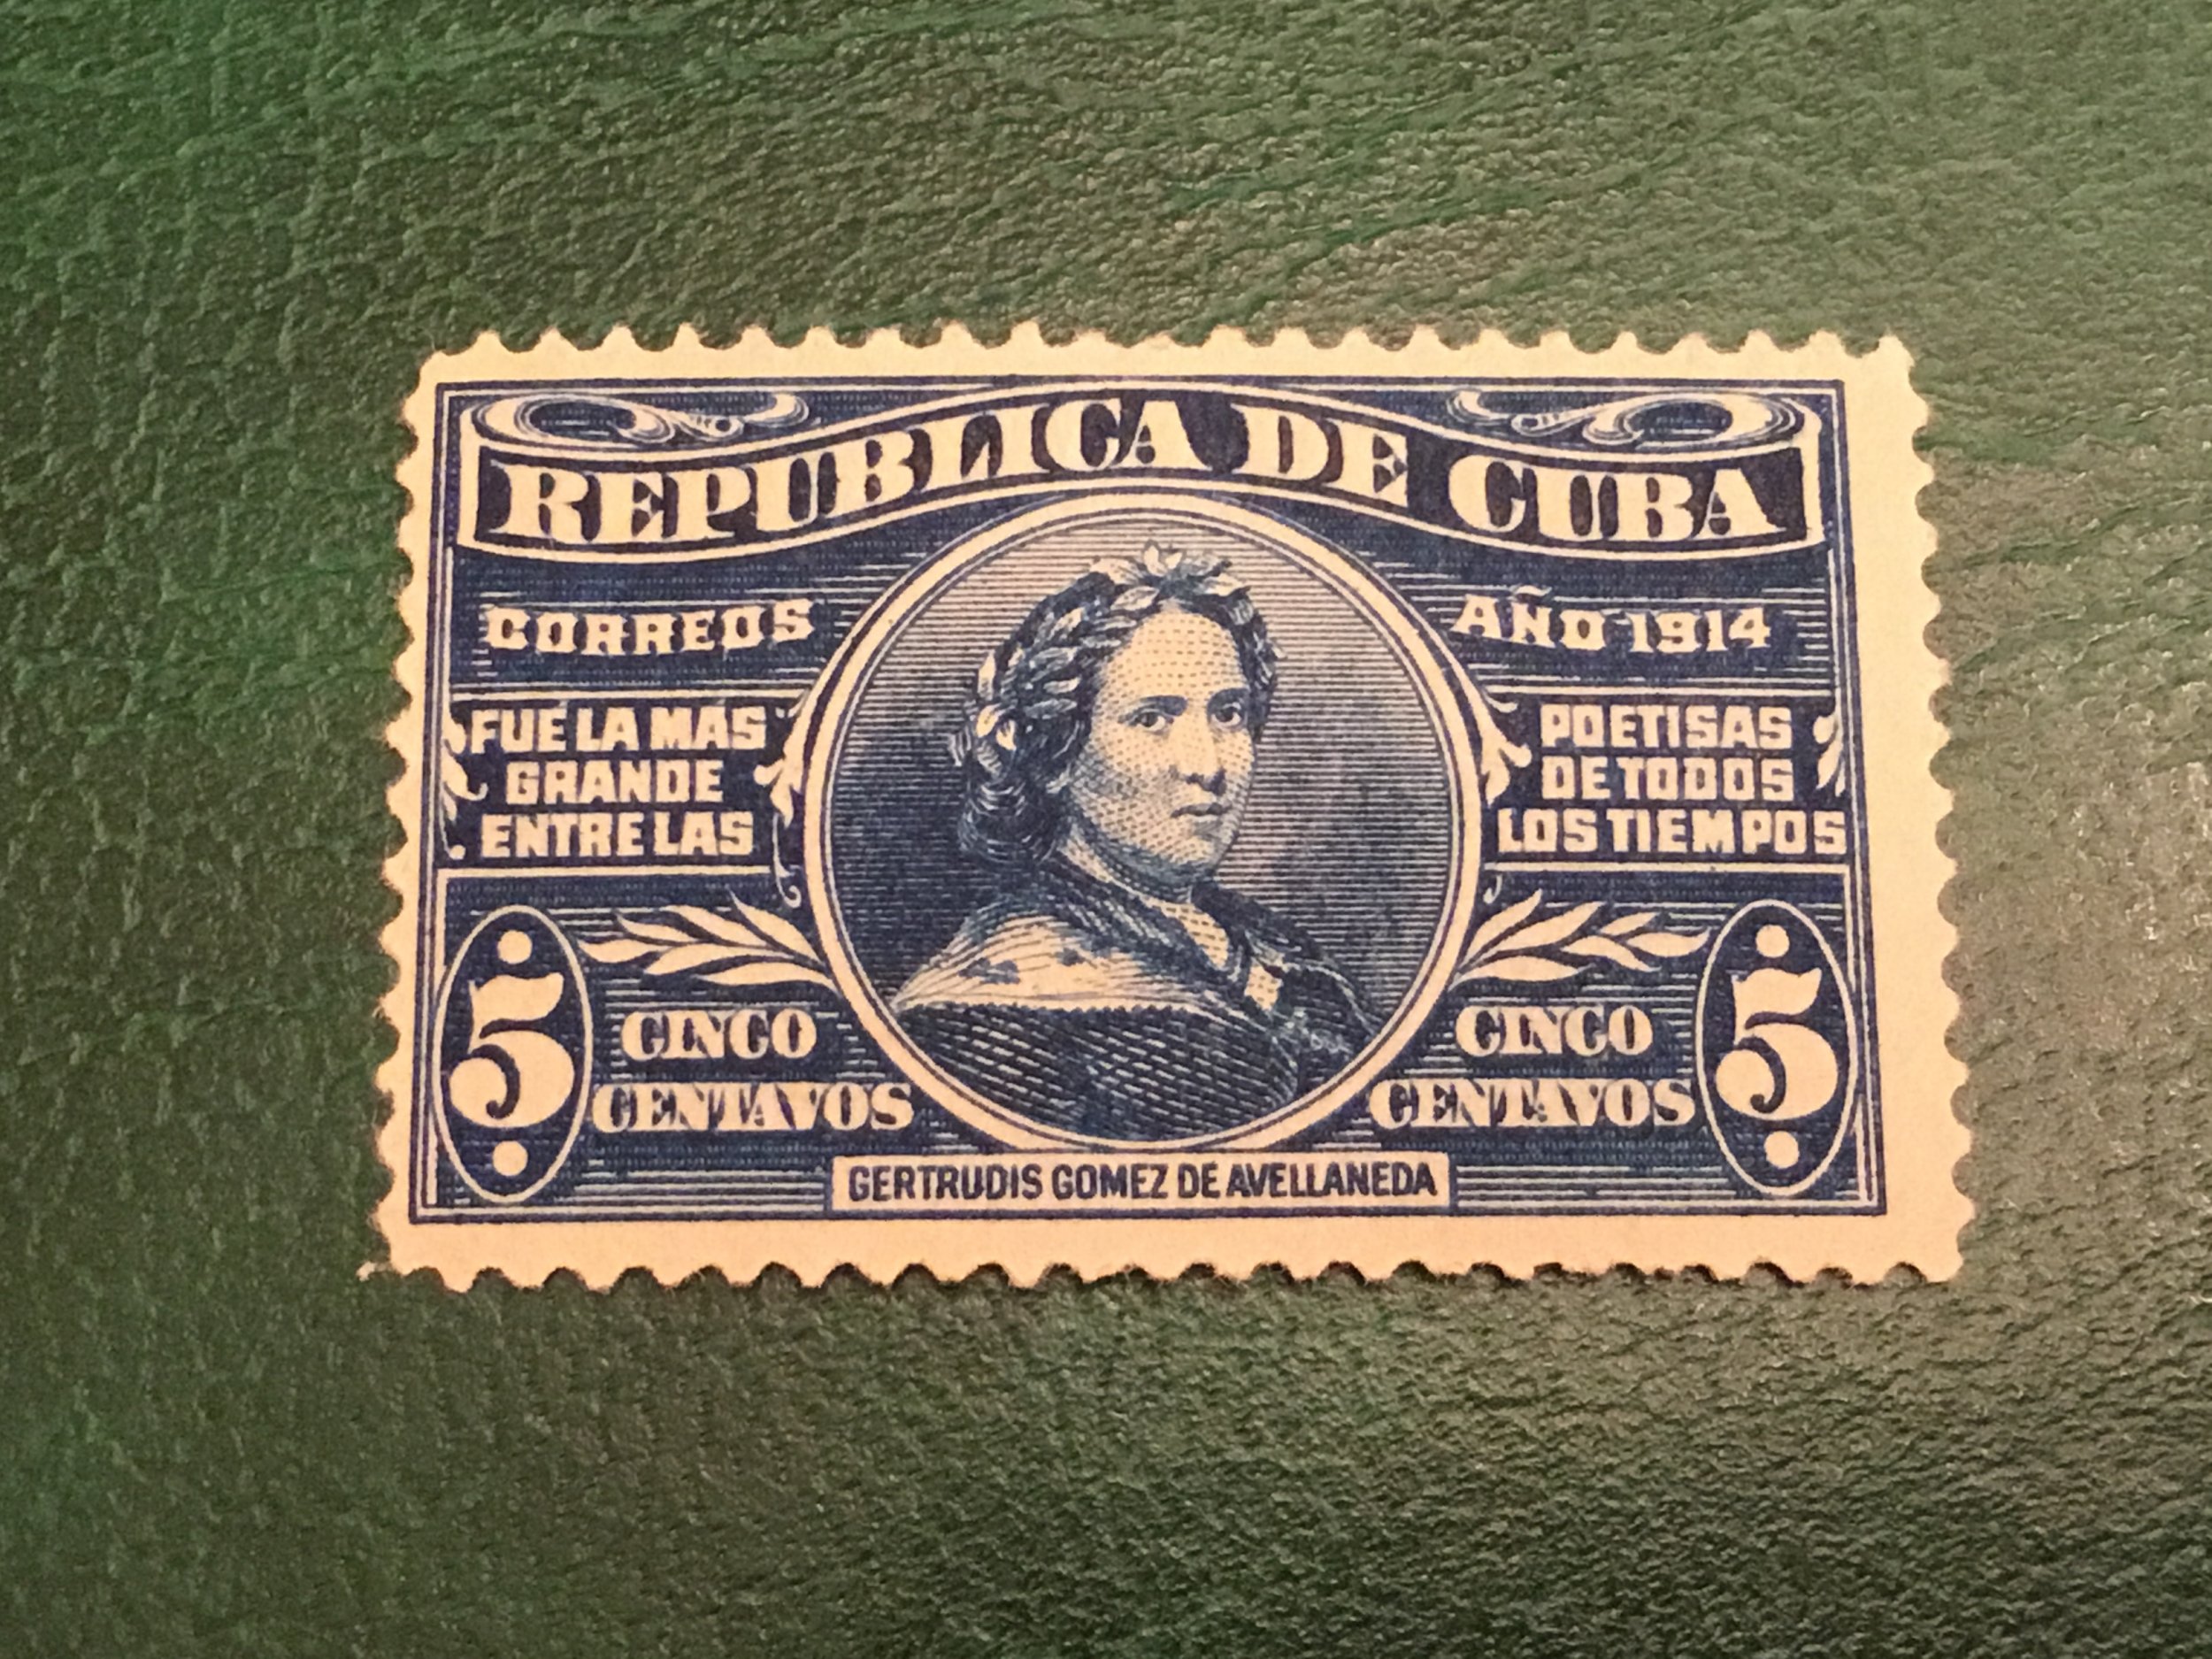 REPUBLICA DE CUBA
CORREOS
AÑO 1914
FUE LA MAS
GRANDE
ENTRE LAS
POETISAS
DE TODOS
LOS TIEMPOS
5
CINCO
CENTAVOS
CINCO
CENTAVOS
5
GERTRUDIS GOMEZ DE AVELLANEDA